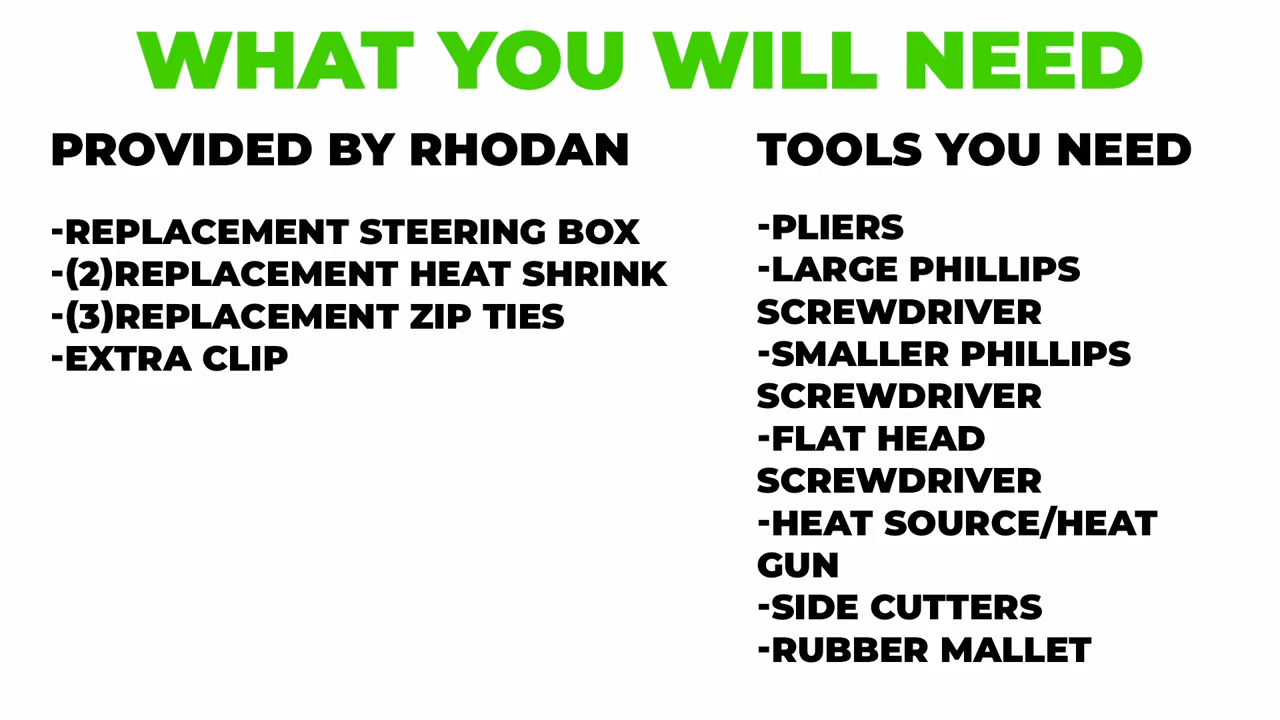 WHAT YOU WILL NEED
PROVIDED BY RHODAN
-REPLACEMENT STEERING BOX
-(2)REPLACEMENT HEAT SHRINK
-(3)REPLACEMENT ZIP TIES
-EXTRA CLIP
TOOLS YOU NEED
-PLIERS
-LARGE PHILLIPS
SCREWDRIVER
-SMALLER PHILLIPS
SCREWDRIVER
-FLAT HEAD
SCREWDRIVER
-HEAT SOURCE/HEAT
GUN
-SIDE CUTTERS
-RUBBER MALLET